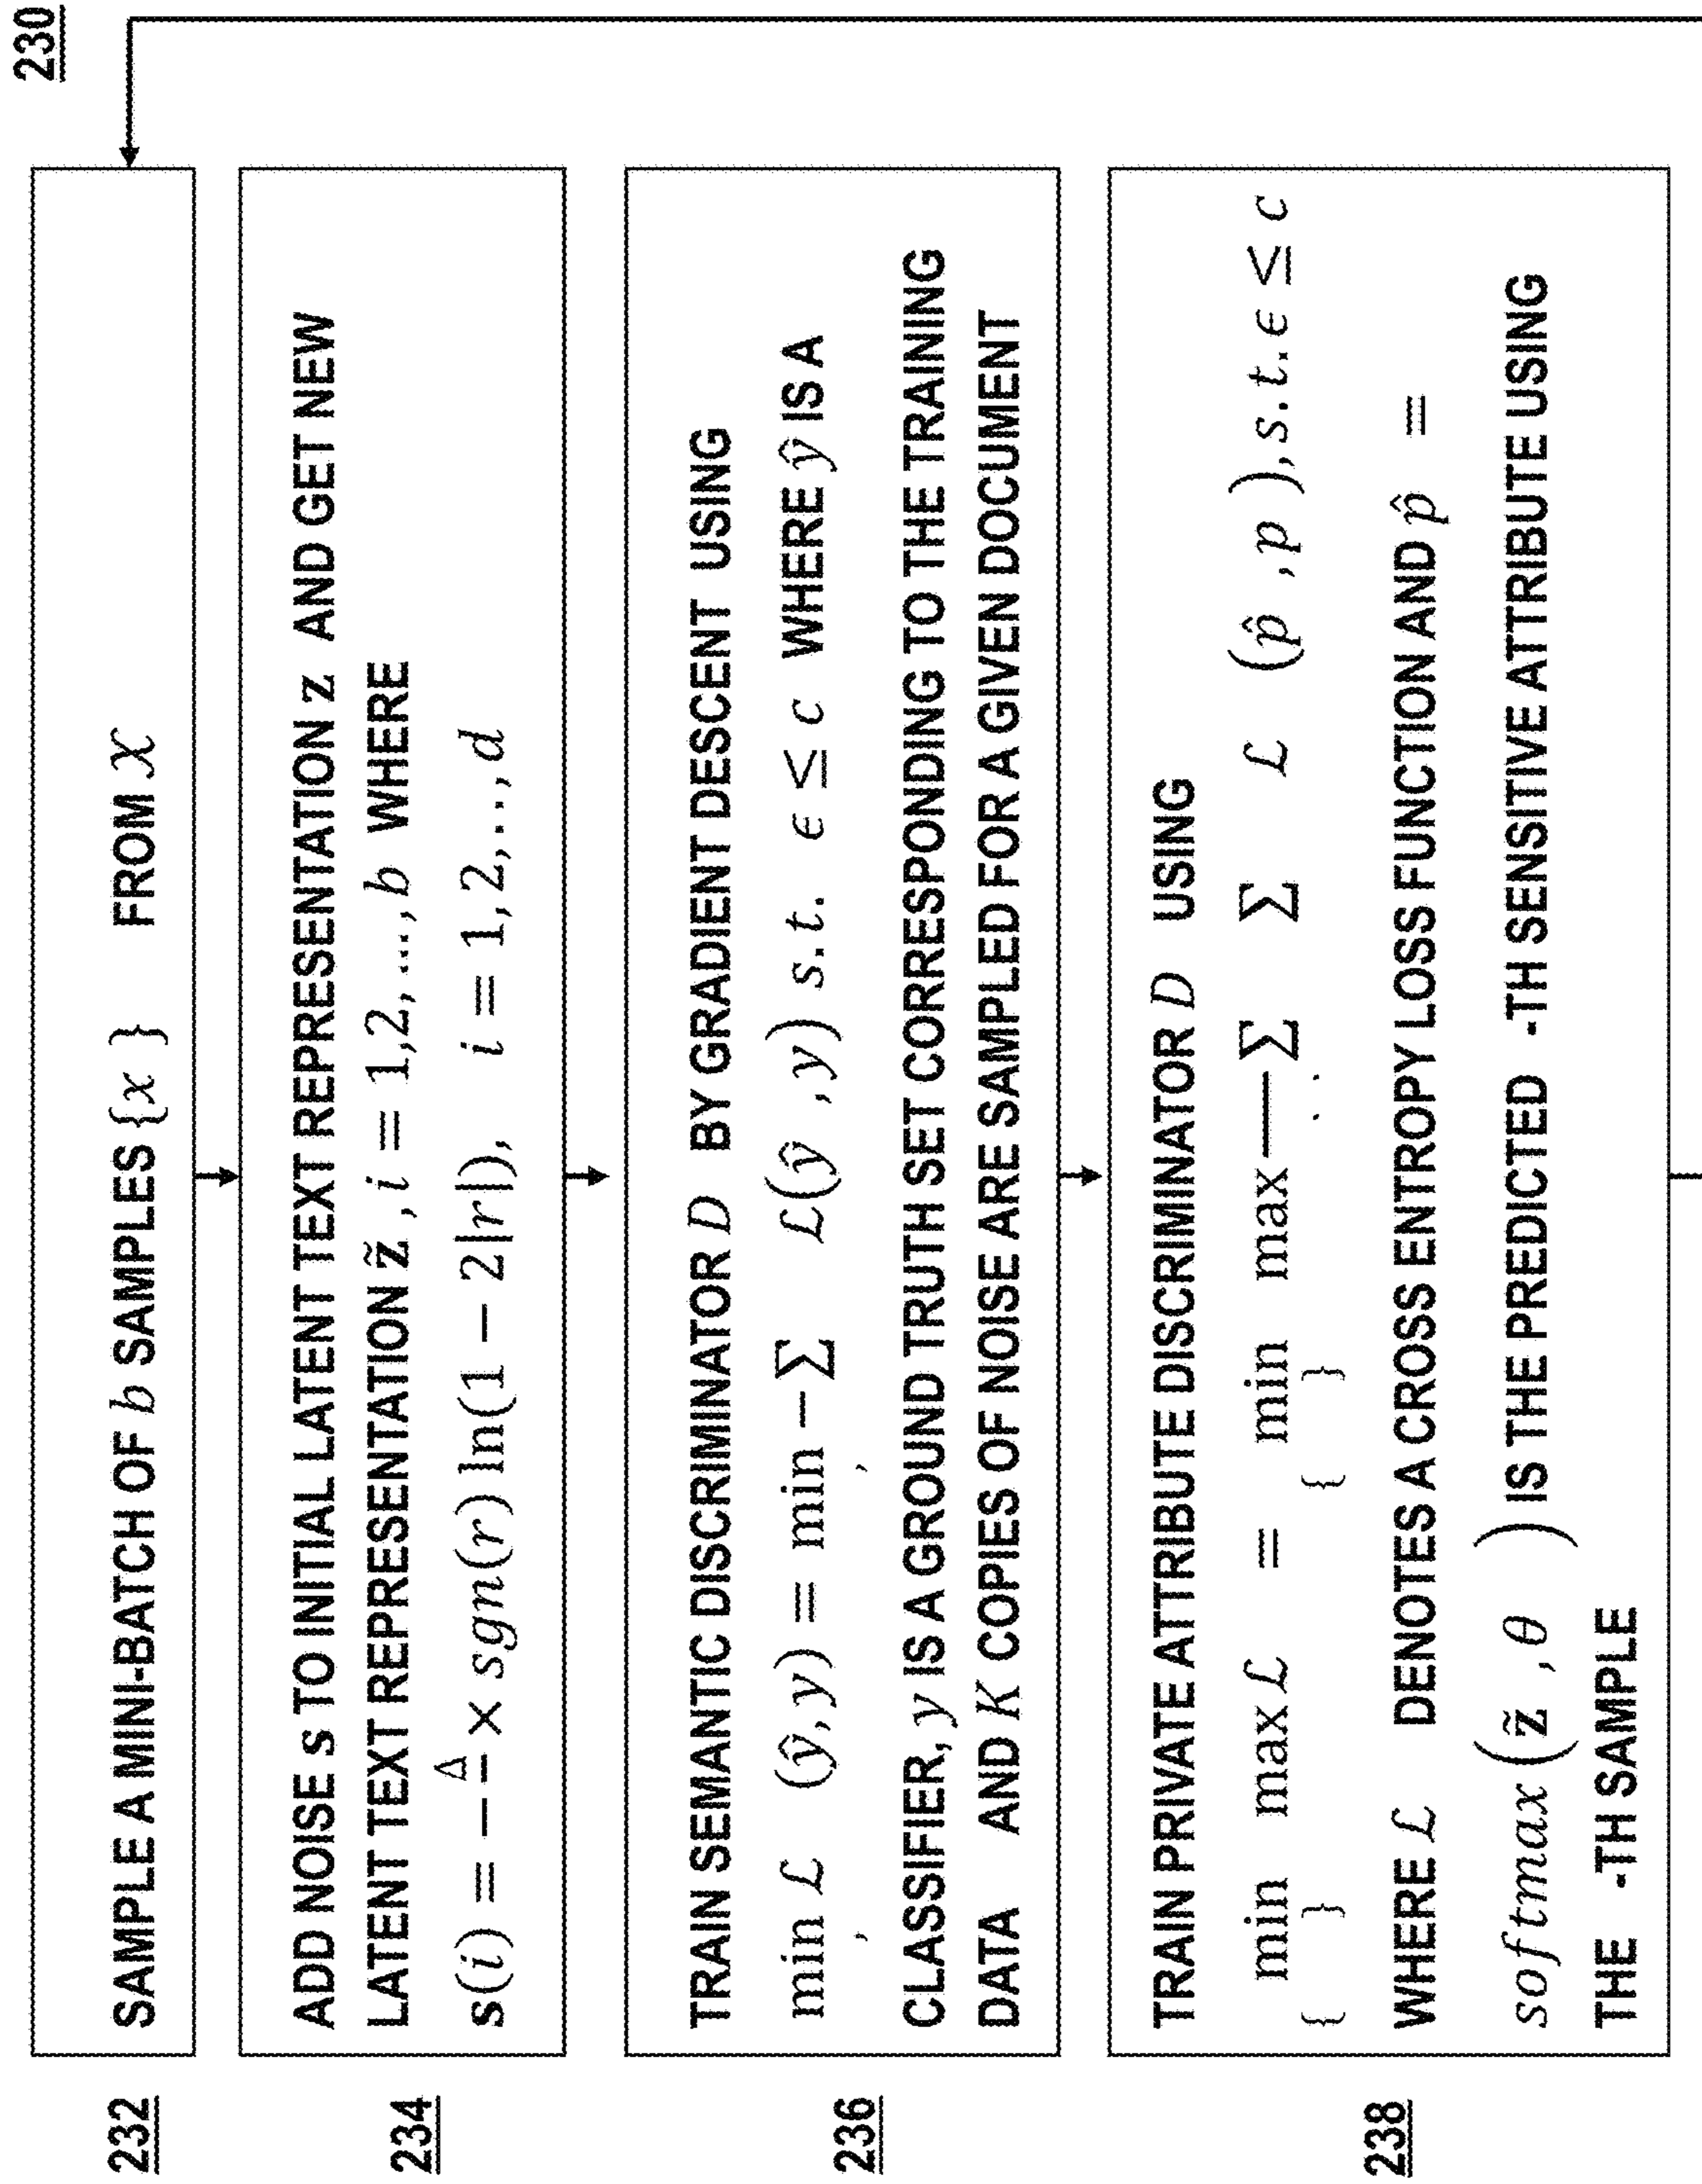 230
232
SAMPLE A MINI-BATCH OF b SAMPLES {x } FROM 𝒳
234
ADD NOISE s TO INITIAL LATENT TEXT REPRESENTATION z AND GET NEW
LATENT TEXT REPRESENTATION z̃ , i = 1,2, ..., b WHERE
s(i) = − Δ × sgn(r) ln(1 − 2|r|), i = 1, 2, . . . , d
236
TRAIN SEMANTIC DISCRIMINATOR D BY GRADIENT DESCENT USING
min ℒ (ŷ, y) = min − Σ ℒ(ŷ , y) s. t. ϵ ≤ c WHERE ŷ IS A
, ,
CLASSIFIER, y IS A GROUND TRUTH SET CORRESPONDING TO THE TRAINING
DATA AND K COPIES OF NOISE ARE SAMPLED FOR A GIVEN DOCUMENT
238
TRAIN PRIVATE ATTRIBUTE DISCRIMINATOR D USING
min max ℒ = min max — Σ Σ ℒ (p̂ , p ), s. t. ϵ ≤ c
{ } { }
WHERE ℒ DENOTES A CROSS ENTROPY LOSS FUNCTION AND p̂ =
softmax (z̃ , θ ) IS THE PREDICTED -TH SENSITIVE ATTRIBUTE USING
THE -TH SAMPLE